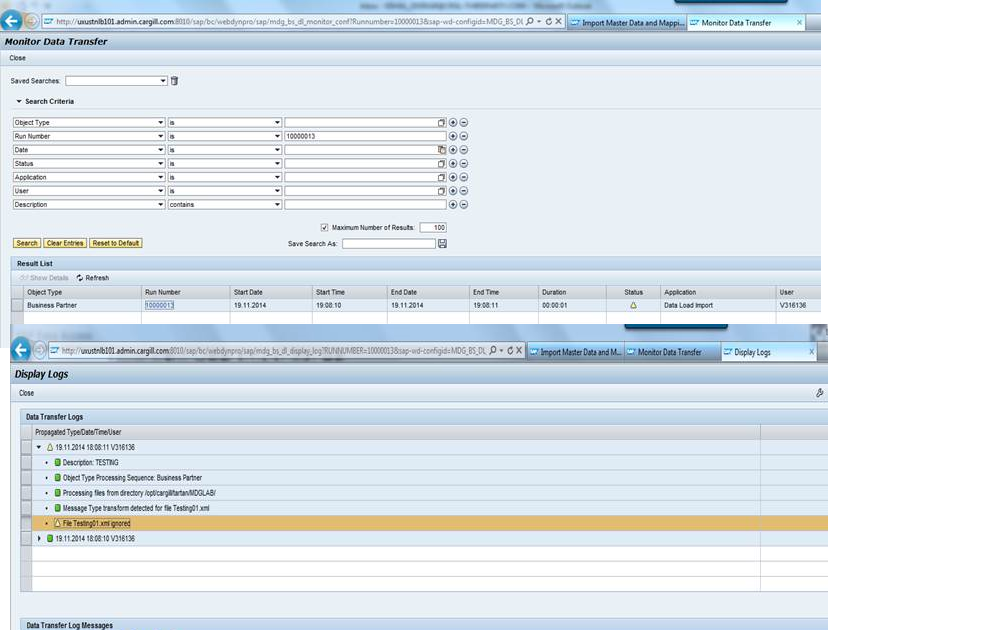 http://uxustnlb101.admin.cargill.com:8010/sap/bc/webdynpro/sap/mdg_bs_dl_monitor_conf?Runnumber=10000013&sap-wd-configid=MDG_BS_DL
Import Master Data and Mappi...
Monitor Data Transfer
Monitor Data Transfer
Close
Saved Searches:
Search Criteria
Object Type is
Run Number is 10000013
Date is
Status is
Application is
User is
Description contains
Maximum Number of Results: 100
Search Clear Entries Reset to Default Save Search As:
Result List
Show Details Refresh
Object Type Run Number Start Date Start Time End Date End Time Duration Status Application User
Business Partner 10000013 19.11.2014 19:08:10 19.11.2014 19:08:11 00:00:01 Data Load Import V316136
http://uxustnlb101.admin.cargill.com:8010/sap/bc/webdynpro/sap/mdg_bs_dl_display_log?RUNNUMBER=10000013&sap-wd-configid=MDG_BS_DL
Import Master Data and M...
Monitor Data Transfer
Display Logs
Display Logs
Close
Data Transfer Logs
Propagated Type/Date/Time/User
19.11.2014 18:08:11 V316136
Description: TESTING
Object Type Processing Sequence: Business Partner
Processing files from directory /opt/cargill/tartan/MDGLAB/
Message Type transform detected for file Testing01.xml
File Testing01.xml ignored
19.11.2014 18:08:10 V316136
Data Transfer Log Messages